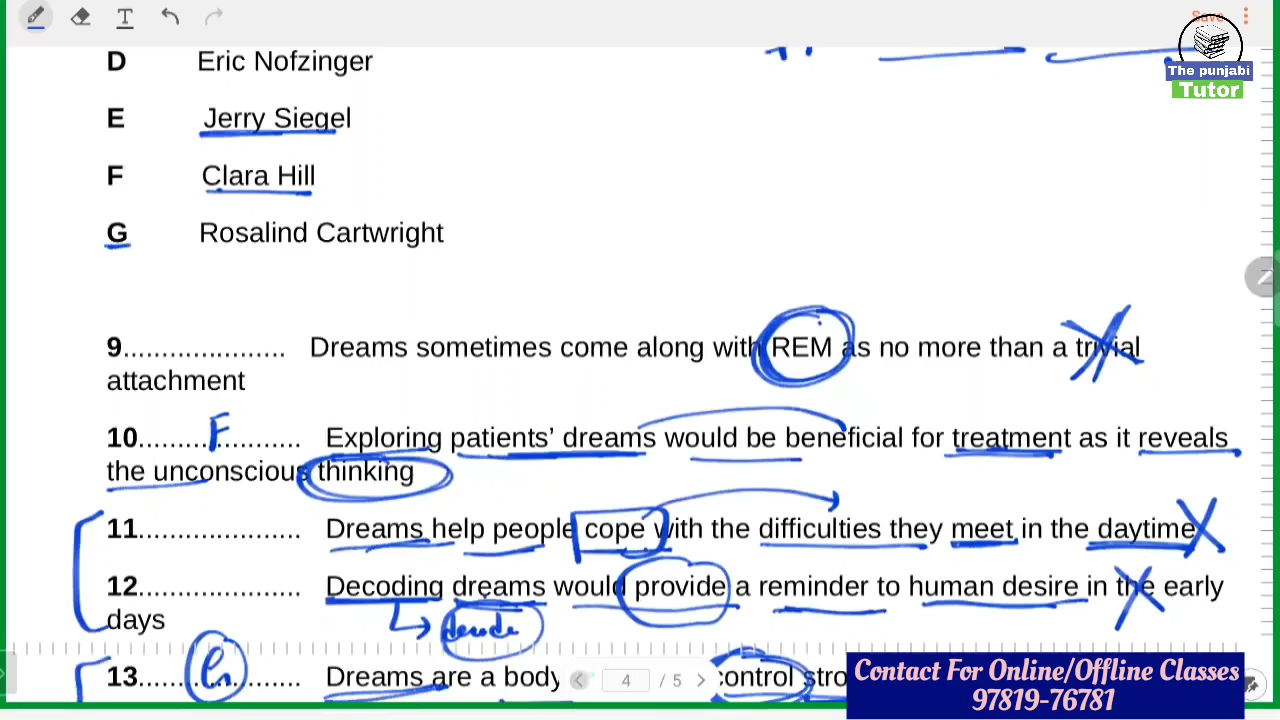 Save
The punjabi
Tutor
D Eric Nofzinger
E Jerry Siegel
F Clara Hill
G Rosalind Cartwright
9..................... Dreams sometimes come along with REM as no more than a trivial
attachment
10.........F........... Exploring patients’ dreams would be beneficial for treatment as it reveals
the unconscious thinking
11..................... Dreams help people cope with the difficulties they meet in the daytime
12..................... Decoding dreams would provide a reminder to human desire in the early
days
13..................... Dreams are a body control
4 / 5
Contact For Online/Offline Classes
97819-76781